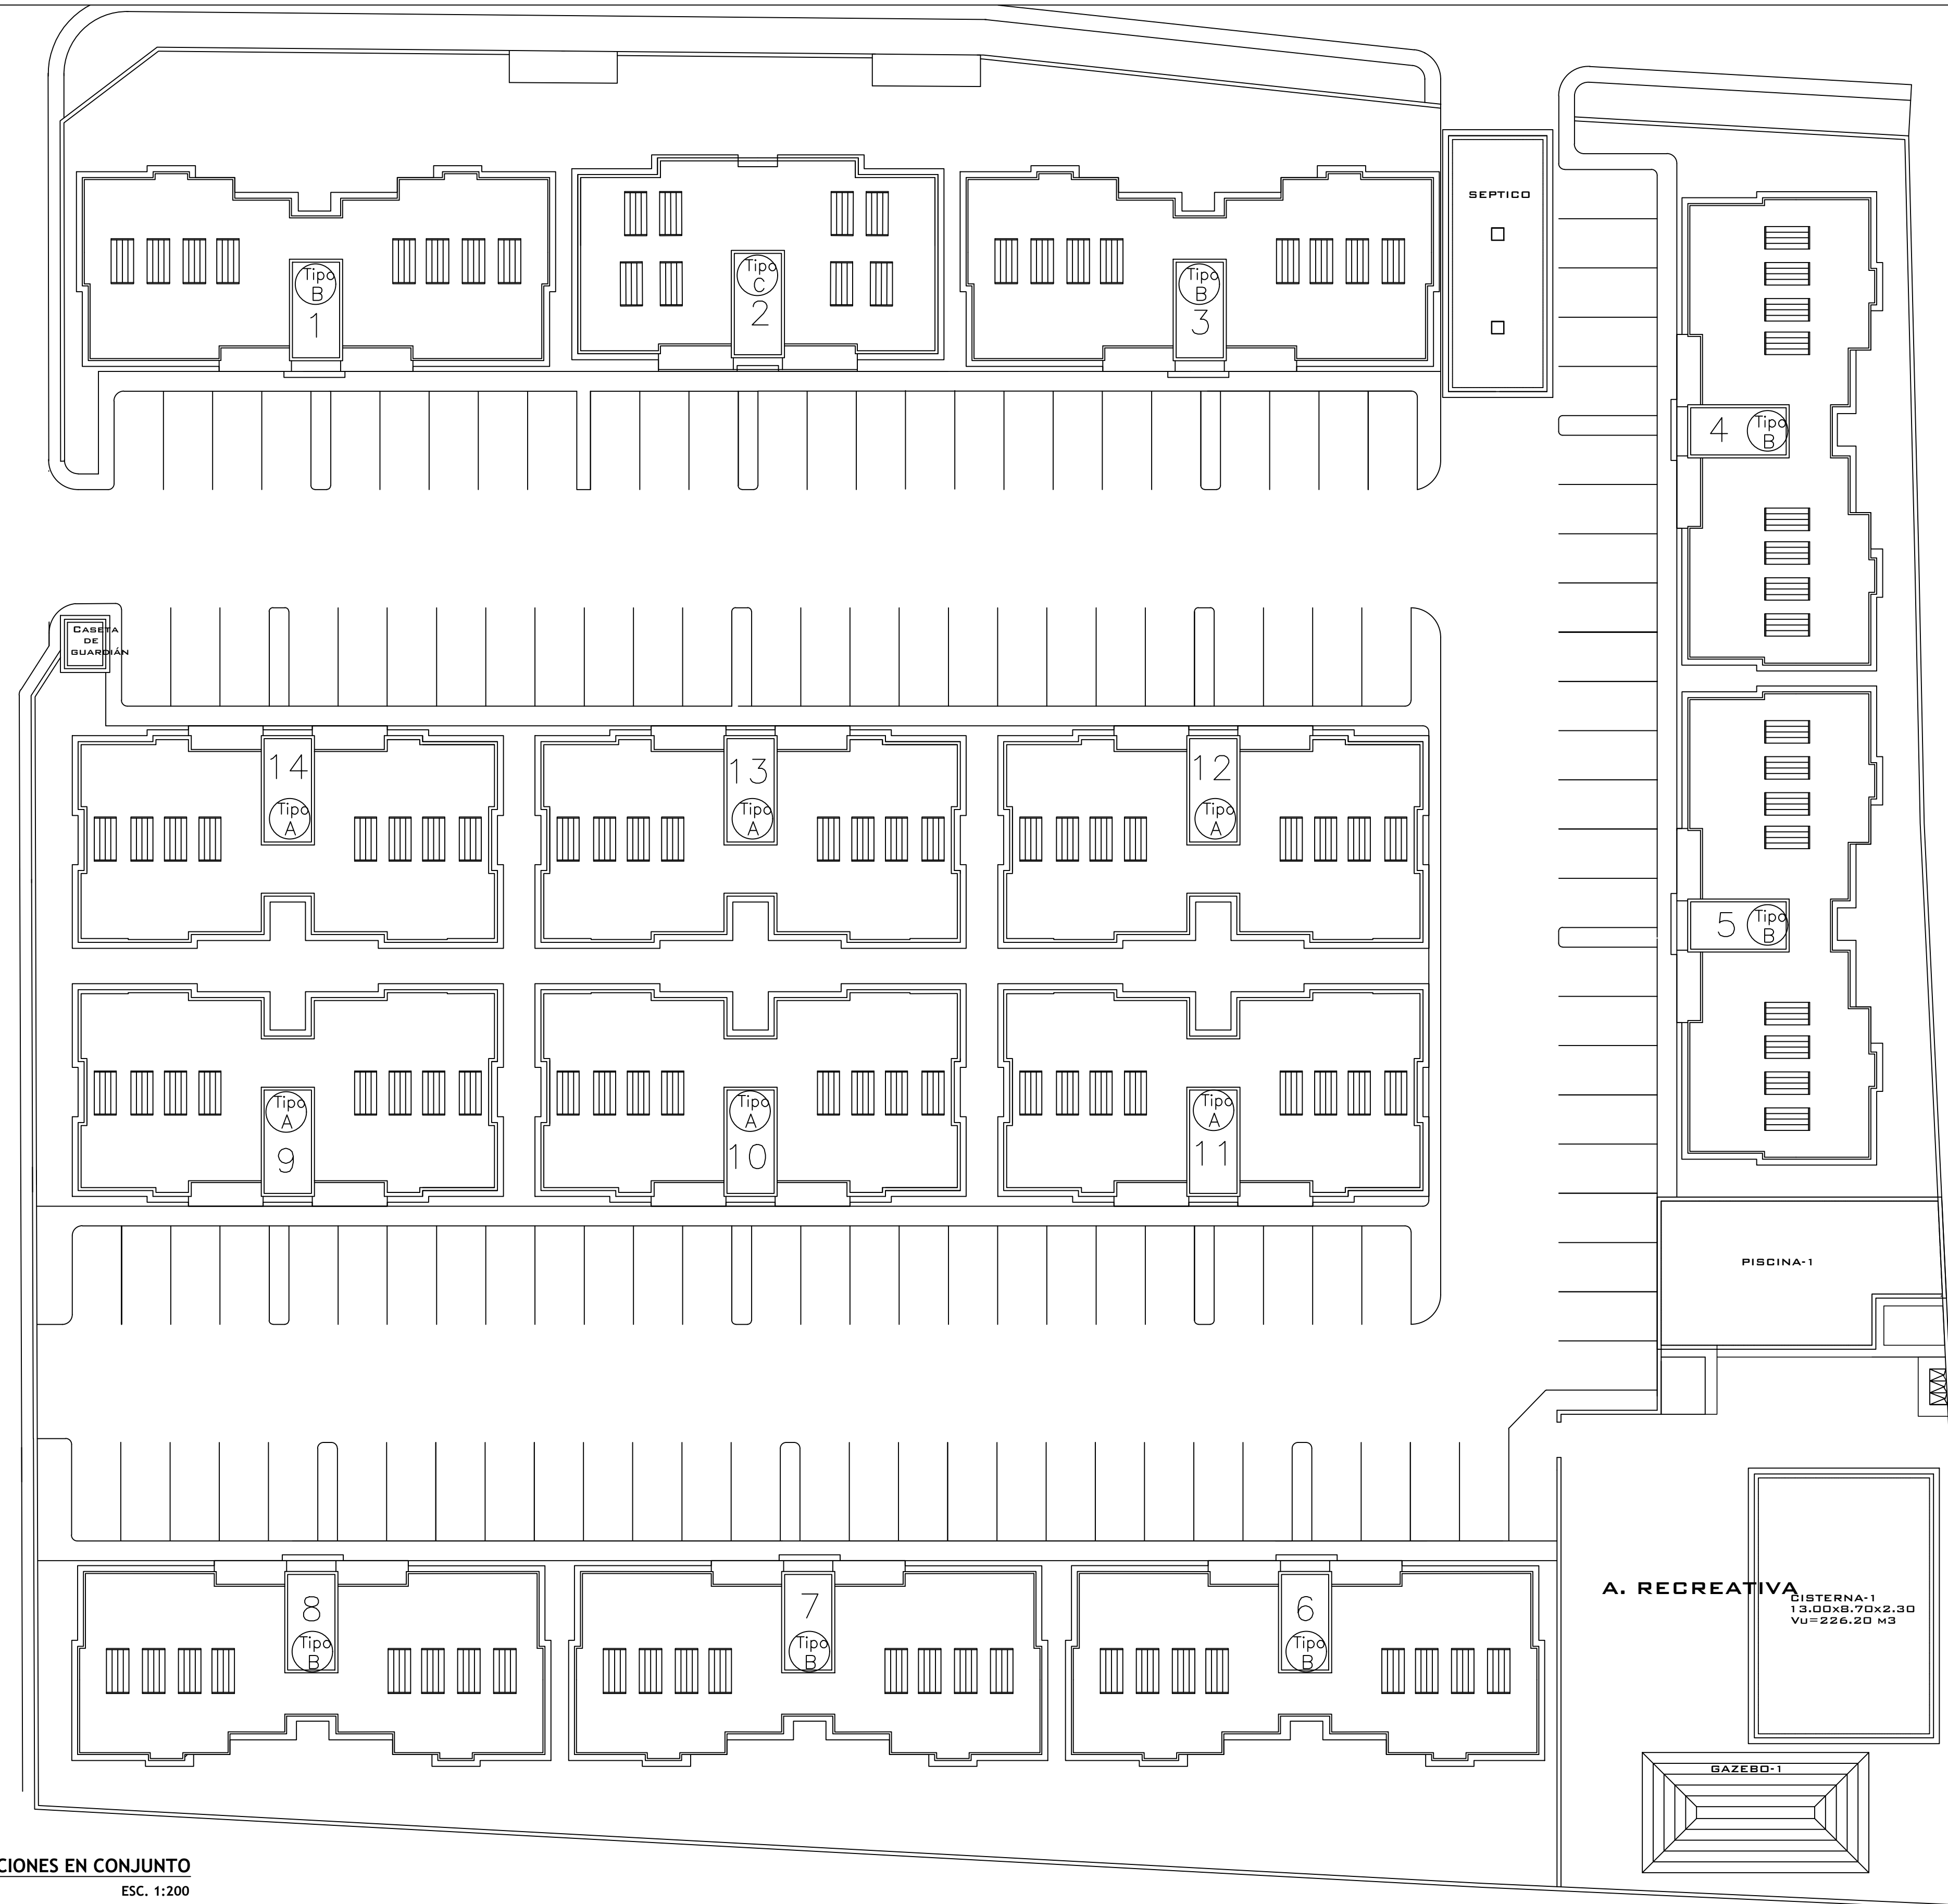 SEPTICO
Tipo
B
1
Tipo
C
2
Tipo
B
3
4
Tipo
B
CASETA
DE
GUARDIÁN
14
Tipo
A
13
Tipo
A
12
Tipo
A
5
Tipo
B
Tipo
A
9
Tipo
A
10
Tipo
A
11
PISCINA-1
8
Tipo
B
7
Tipo
B
6
Tipo
B
A. RECREATIVA
CISTERNA-1
13.00x8.70x2.30
VU=226.20 M3
GAZEBO-1
CIONES EN CONJUNTO
ESC. 1:200